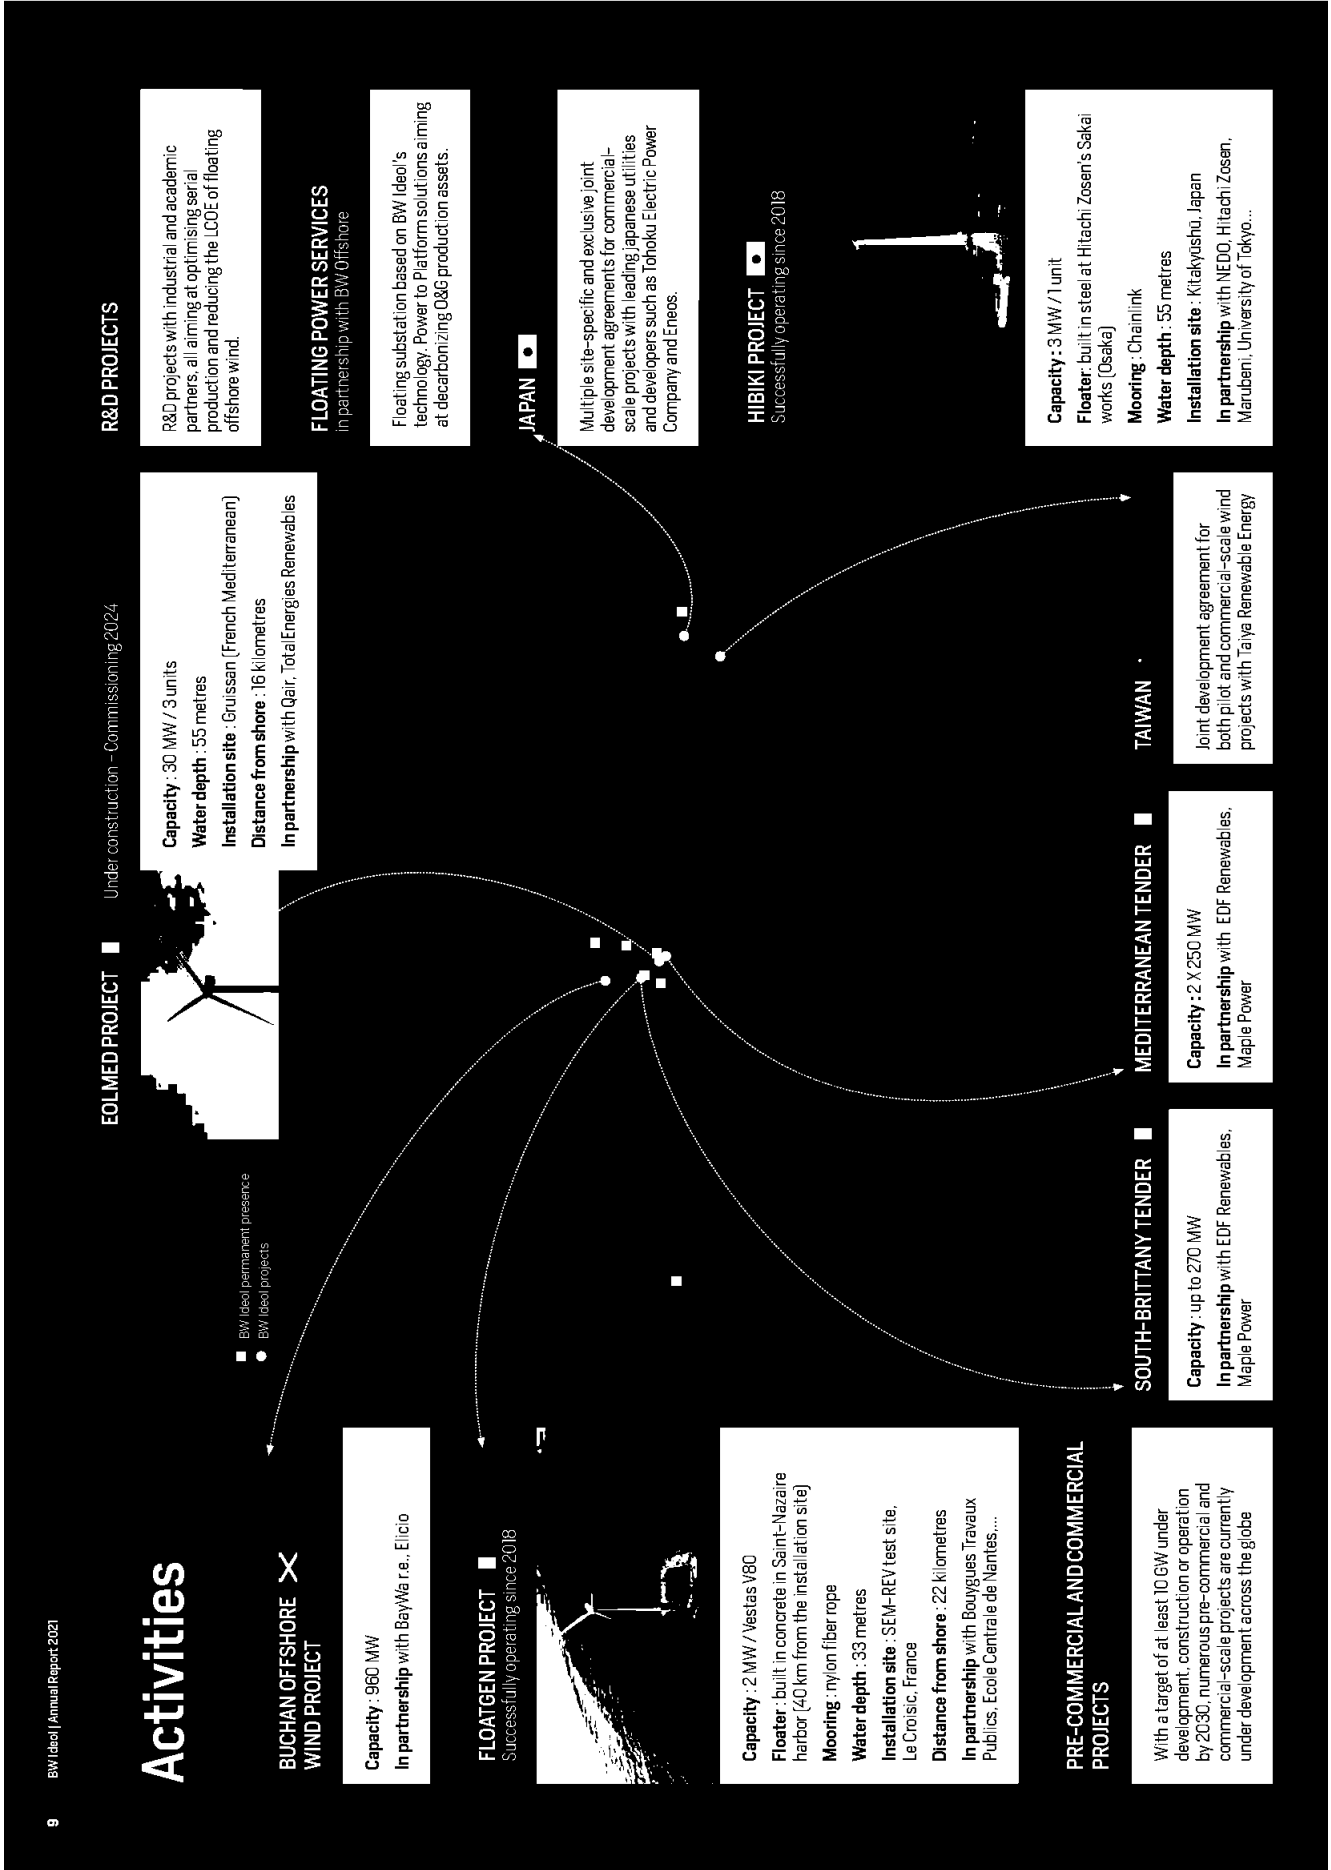 9
BW Ideol | Annual Report 2021
Activities
BW Ideol permanent presence
BW Ideol projects
BUCHAN OFFSHORE
WIND PROJECT
Capacity : 960 MW
In partnership with BayWa r.e., Elicio
FLOATGEN PROJECT
Successfully operating since 2018
Capacity : 2 MW / Vestas V80
Floater : built in concrete in Saint-Nazaire
harbor (40 km from the installation site)
Mooring : nylon fiber rope
Water depth : 33 metres
Installation site : SEM-REV test site,
Le Croisic, France
Distance from shore : 22 kilometres
In partnership with Bouygues Travaux
Publics, Ecole Centrale de Nantes,...
PRE-COMMERCIAL AND COMMERCIAL
PROJECTS
With a target of at least 10 GW under
development, construction or operation
by 2030, numerous pre-commercial and
commercial-scale projects are currently
under development across the globe
EOLMED PROJECT
Under construction – Commissioning 2024
Capacity : 30 MW / 3 units
Water depth : 55 metres
Installation site : Gruissan (French Mediterranean)
Distance from shore : 16 kilometres
In partnership with Qair, TotalEnergies Renewables
SOUTH-BRITTANY TENDER
Capacity : up to 270 MW
In partnership with EDF Renewables,
Maple Power
MEDITERRANEAN TENDER
Capacity : 2 X 250 MW
In partnership with EDF Renewables,
Maple Power
TAIWAN
Joint development agreement for
both pilot and commercial-scale wind
projects with Taiya Renewable Energy
R&D PROJECTS
R&D projects with industrial and academic
partners, all aiming at optimising serial
production and reducing the LCOE of floating
offshore wind.
FLOATING POWER SERVICES
in partnership with BW Offshore
Floating substation based on BW Ideol's
technology. Power to Platform solutions aiming
at decarbonizing O&G production assets.
JAPAN
Multiple site-specific and exclusive joint
development agreements for commercial-
scale projects with leading japanese utilities
and developers such as Tohoku Electric Power
Company and Eneos.
HIBIKI PROJECT
Successfully operating since 2018
Capacity : 3 MW / 1 unit
Floater : built in steel at Hitachi Zosen's Sakai
works (Osaka)
Mooring : Chainlink
Water depth : 55 metres
Installation site : Kitakyūshū, Japan
In partnership with NEDO, Hitachi Zosen,
Marubeni, University of Tokyo...